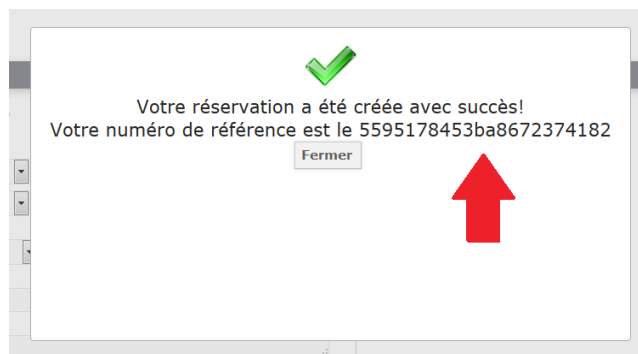 Votre réservation a été créée avec succès!
Votre numéro de référence est le 5595178453ba8672374182
Fermer